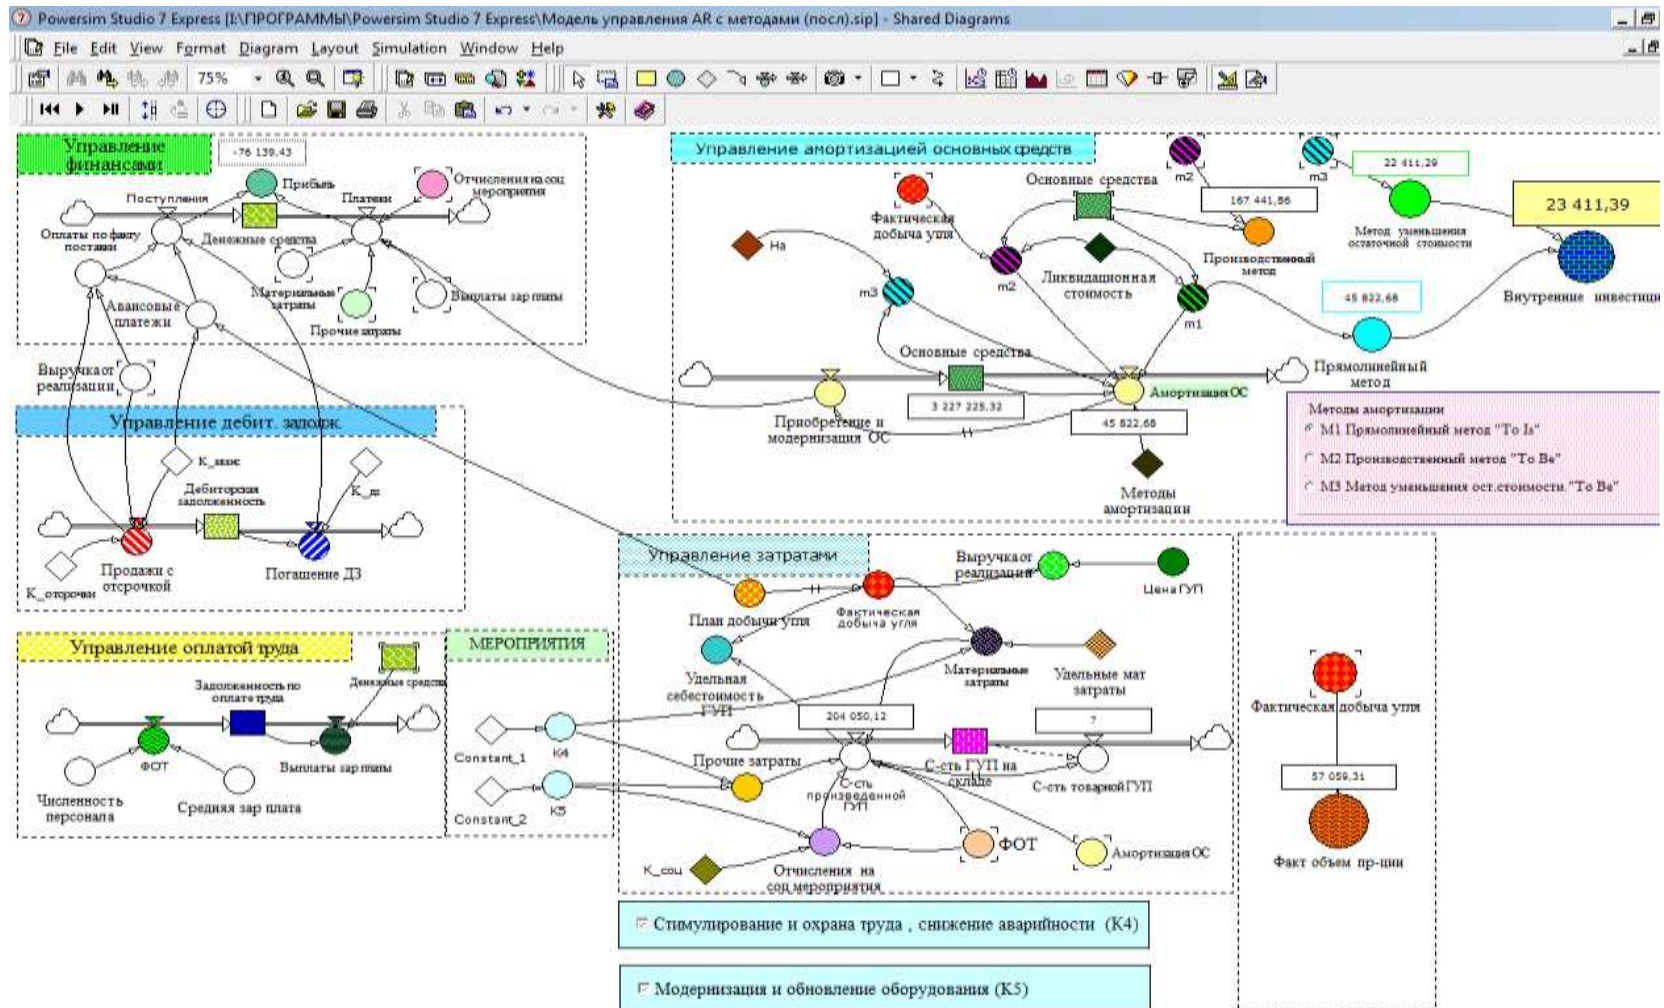 Powersim Studio 7 Express [I:\ПРОГРАММЫ\Powersim Studio 7 Express\Модель управления AR с методами (посл).sip] - Shared Diagrams
File Edit View Format Diagram Layout Simulation Window Help
75%
Управление
финансами
-76 139,43
Прибыль
Поступления
Платежи
Отчисления на соц
мероприятия
Оплаты по факту
поставки
Денежные средства
Материальные
затраты
Выплаты зар платы
Авансовые
платежи
Прочие затраты
Выручка от
реализации
Управление дебит. задолж.
К_аванс
Дебиторская
задолженность
К_дз
Продажи с
отсрочкой
Погашение ДЗ
К_оторочки
Управление оплатой труда
Денежные средства
Задолженность по
оплате труда
ФОТ
Выплаты зар платы
Численность
персонала
Средняя зар плата
МЕРОПРИЯТИЯ
Constant_1
К4
Constant_2
К5
Управление амортизацией основных средств
m2
m3
Основные средства
22 411,29
167 441,86
23 411,39
Фактическая
добыча угля
На
Метод уменьшения
остаточной стоимости
Производственный
метод
m2
Ликвидационная
стоимость
m3
m1
45 822,68
Внутренние инвестици
Основные средства
Прямолинейный
метод
Амортизация ОС
3 227 225,32
45 822,68
Приобретение и
модернизация ОС
Методы
амортизации
Методы амортизации
М1 Прямолинейный метод "To Is"
М2 Производственный метод "To Be"
М3 Метод уменьшения ост.стоимости."To Be"
Управление затратами
Выручка от
реализации
Цена ГУП
План добычи угля
Фактическая
добыча угля
Удельная
себестоимость
ГУП
Материальные
затраты
Удельные мат
затраты
204 050,12
?
Прочие затраты
С-сть
произведенной
ГУП
С-сть ГУП на
складе
С-сть товарной ГУП
К_соц
Отчисления на
соц мероприятия
ФОТ
Амортизация ОС
Фактическая добыча угля
57 059,31
Факт объем пр-ции
Стимулирование и охрана труда , снижение аварийности (К4)
Модернизация и обновление оборудования (К5)